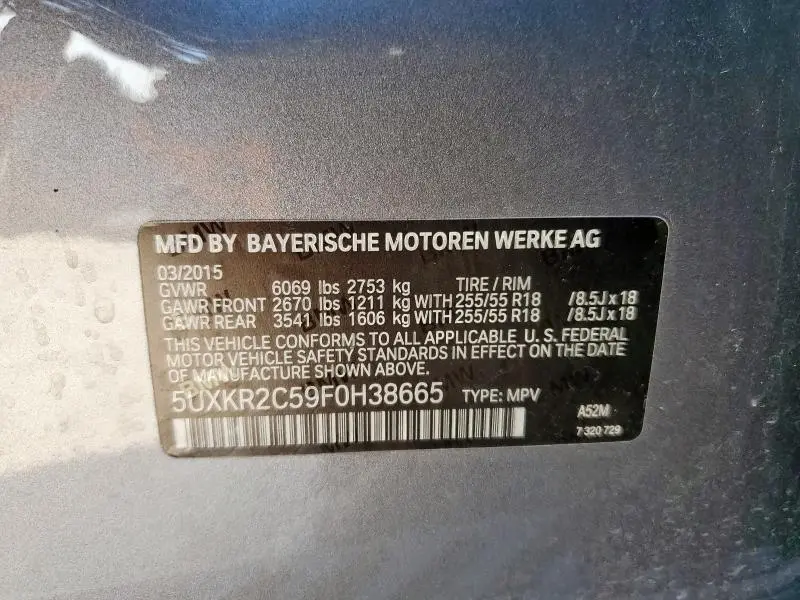 MFD BY BAYERISCHE MOTOREN WERKE AG
03/2015
GVWR 6069 lbs 2753 kg TIRE / RIM
GAWR FRONT 2670 lbs 1211 kg WITH 255/55 R18 /8.5J x 18
GAWR REAR 3541 lbs 1606 kg WITH 255/55 R18 /8.5J x 18
THIS VEHICLE CONFORMS TO ALL APPLICABLE U. S. FEDERAL
MOTOR VEHICLE SAFETY STANDARDS IN EFFECT ON THE DATE
OF MANUFACTURE SHOWN ABOVE.
5UXKR2C59F0H38665 TYPE: MPV
A52M
7 320 729